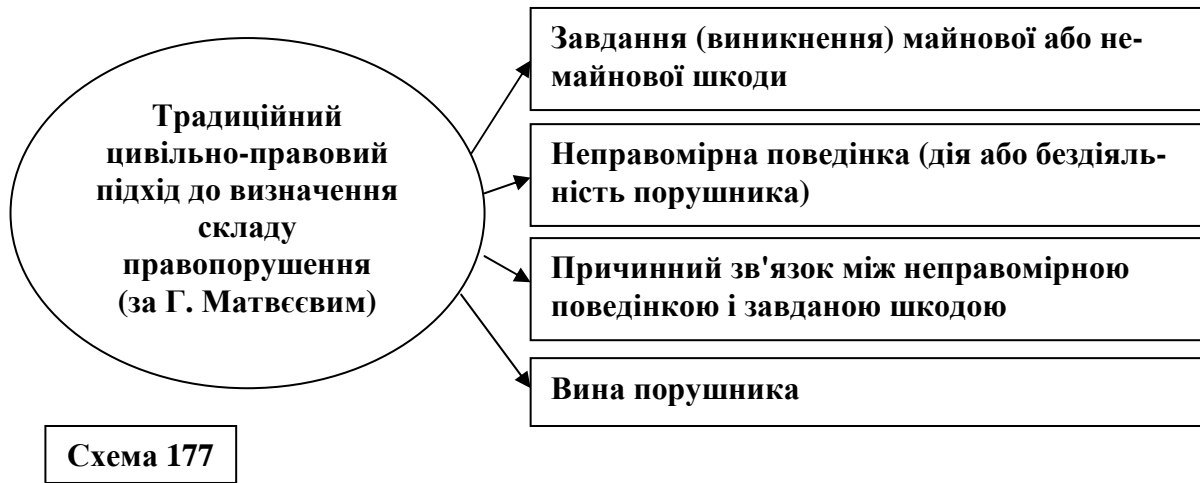 Традиційний
цивільно-правовий
підхід до визначення
складу
правопорушення
(за Г. Матвєєвим)
Завдання (виникнення) майнової або не-
майнової шкоди
Неправомірна поведінка (дія або бездіяль-
ність порушника)
Причинний зв'язок між неправомірною
поведінкою і завданою шкодою
Вина порушника
Схема 177